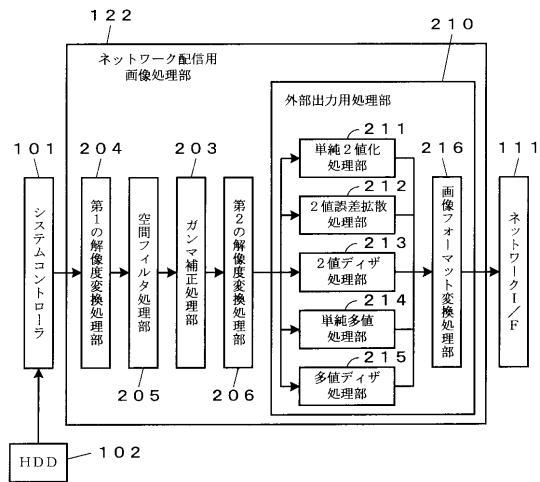 122
ネットワーク配信用
画像処理部
210
外部出力用処理部
101
システムコントローラ
204
第1の解像度変換処理部
205
空間フィルタ処理部
203
ガンマ補正処理部
206
第2の解像度変換処理部
211
単純2値化
処理部
212
2値誤差拡散
処理部
213
2値ディザ
処理部
214
単純多値
処理部
215
多値ディザ
処理部
216
画像フォーマット変換処理部
111
ネットワークI/F
HDD
102